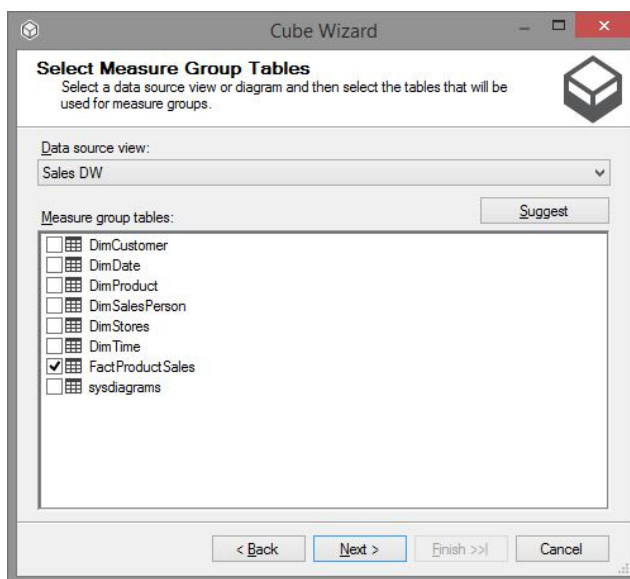 Cube Wizard
Select Measure Group Tables
Select a data source view or diagram and then select the tables that will be
used for measure groups.
Data source view:
Sales DW
Measure group tables:
Suggest
DimCustomer
DimDate
DimProduct
DimSalesPerson
DimStores
DimTime
FactProductSales
sysdiagrams
< Back
Next >
Finish >>|
Cancel